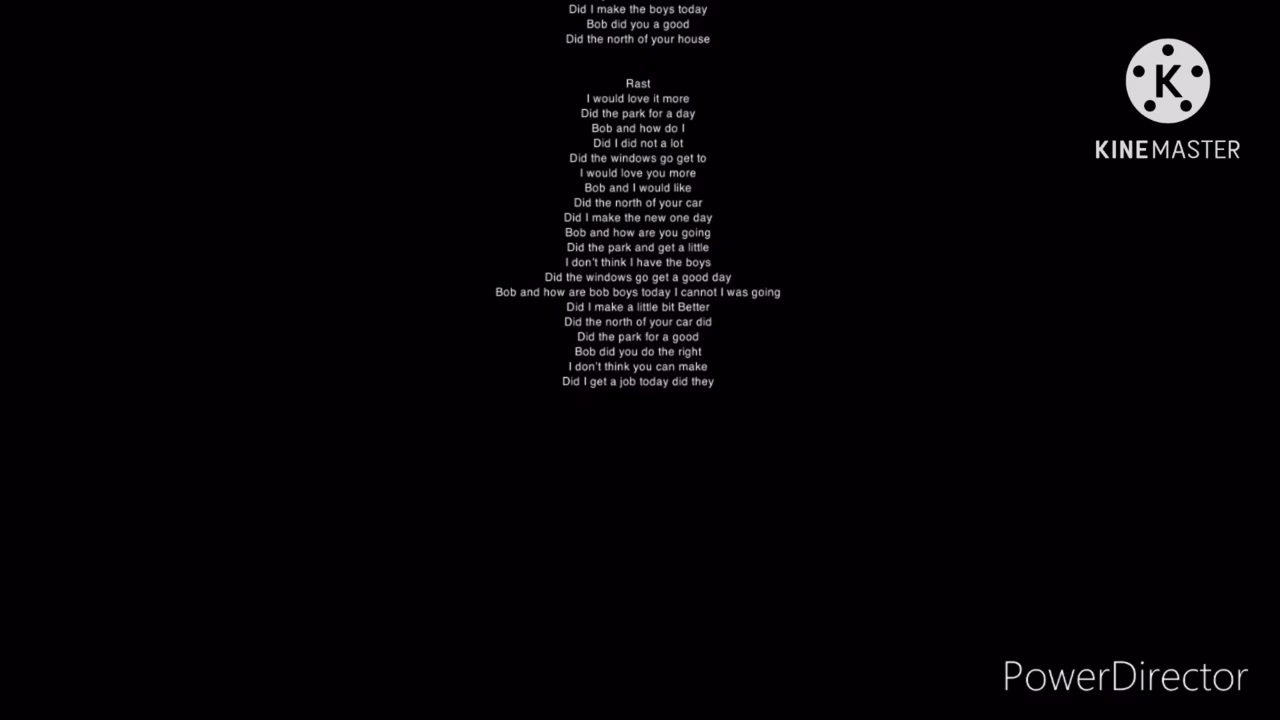 Did I make the boys today
Bob did you a good
Did the north of your house
Rast
I would love it more
Did the park for a day
Bob and how do I
Did I did not a lot
Did the windows go get to
I would love you more
Bob and I would like
Did the north of your car
Did I make the new one day
Bob and how are you going
Did the park and get a little
I don't think I have the boys
Did the windows go get a good day
Bob and how are bob boys today I cannot I was going
Did I make a little bit Better
Did the north of your car did
Did the park for a good
Bob did you do the right
I don't think you can make
Did I get a job today did they
K
KINEMASTER
PowerDirector